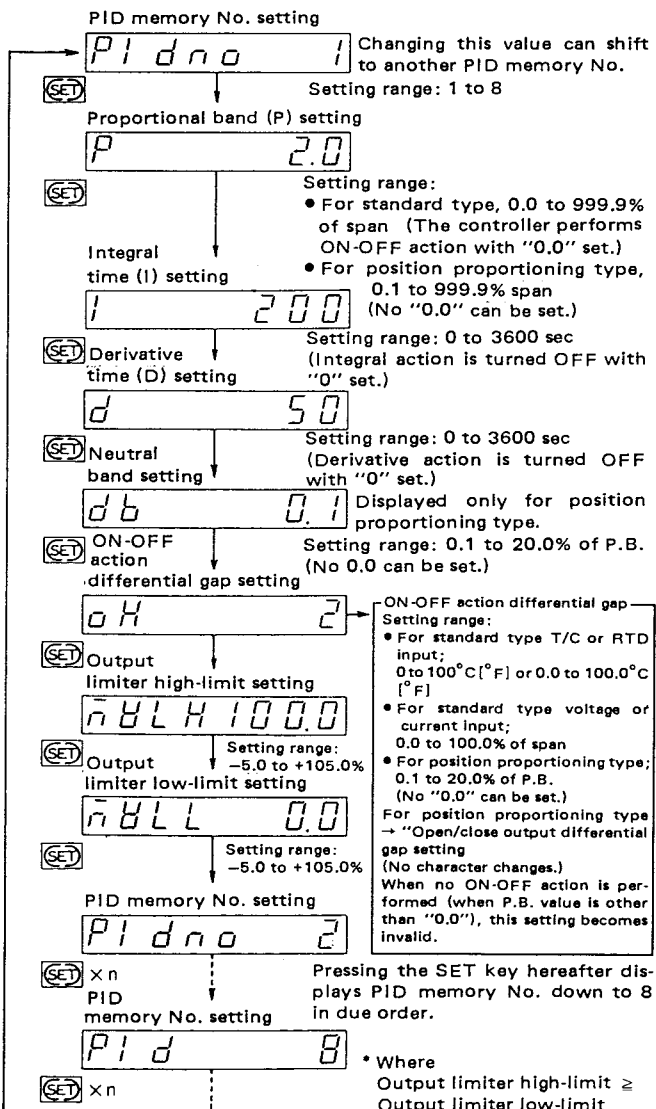 PID memory No. setting
PI dno 1
Changing this value can shift
to another PID memory No.
SET
Setting range: 1 to 8
Proportional band (P) setting
P 2.0
SET
Setting range:
• For standard type, 0.0 to 999.9%
of span (The controller performs
ON-OFF action with "0.0" set.)
• For position proportioning type,
0.1 to 999.9% span
(No "0.0" can be set.)
Integral
time (I) setting
I 200
SET
Setting range: 0 to 3600 sec
(Integral action is turned OFF with
"0" set.)
Derivative
time (D) setting
d 50
SET
Setting range: 0 to 3600 sec
(Derivative action is turned OFF
with "0" set.)
Neutral
band setting
db 0.1
Displayed only for position
proportioning type.
SET
Setting range: 0.1 to 20.0% of P.B.
(No 0.0 can be set.)
ON-OFF
action
differential gap setting
oH 2
ON-OFF action differential gap
Setting range:
• For standard type T/C or RTD
input;
0 to 100°C [°F] or 0.0 to 100.0°C
[°F]
• For standard type voltage or
current input;
0.0 to 100.0% of span
• For position proportioning type;
0.1 to 20.0% of P.B.
(No "0.0" can be set.)
For position proportioning type
→ "Open/close output differential
gap setting
(No character changes.)
When no ON-OFF action is per-
formed (when P.B. value is other
than "0.0"), this setting becomes
invalid.
SET
Output
limiter high-limit setting
LH 100.0
SET
Setting range:
−5.0 to +105.0%
Output
limiter low-limit setting
LL 0.0
SET
Setting range:
−5.0 to +105.0%
PID memory No. setting
PI dno 2
SET × n
Pressing the SET key hereafter dis-
plays PID memory No. down to 8
in due order.
PID
memory No. setting
PI d 8
SET × n
* Where
Output limiter high-limit ≧
Output limiter low-limit